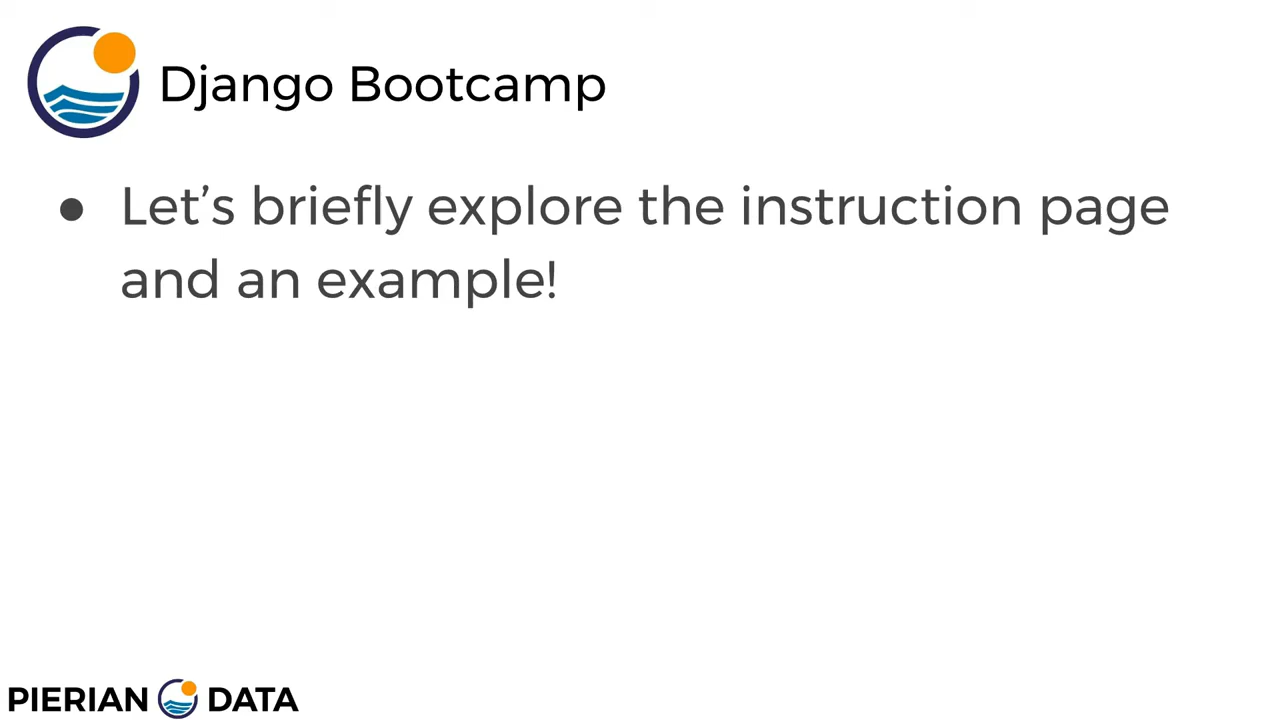 Django Bootcamp
● Let’s briefly explore the instruction page
and an example!
PIERIAN DATA